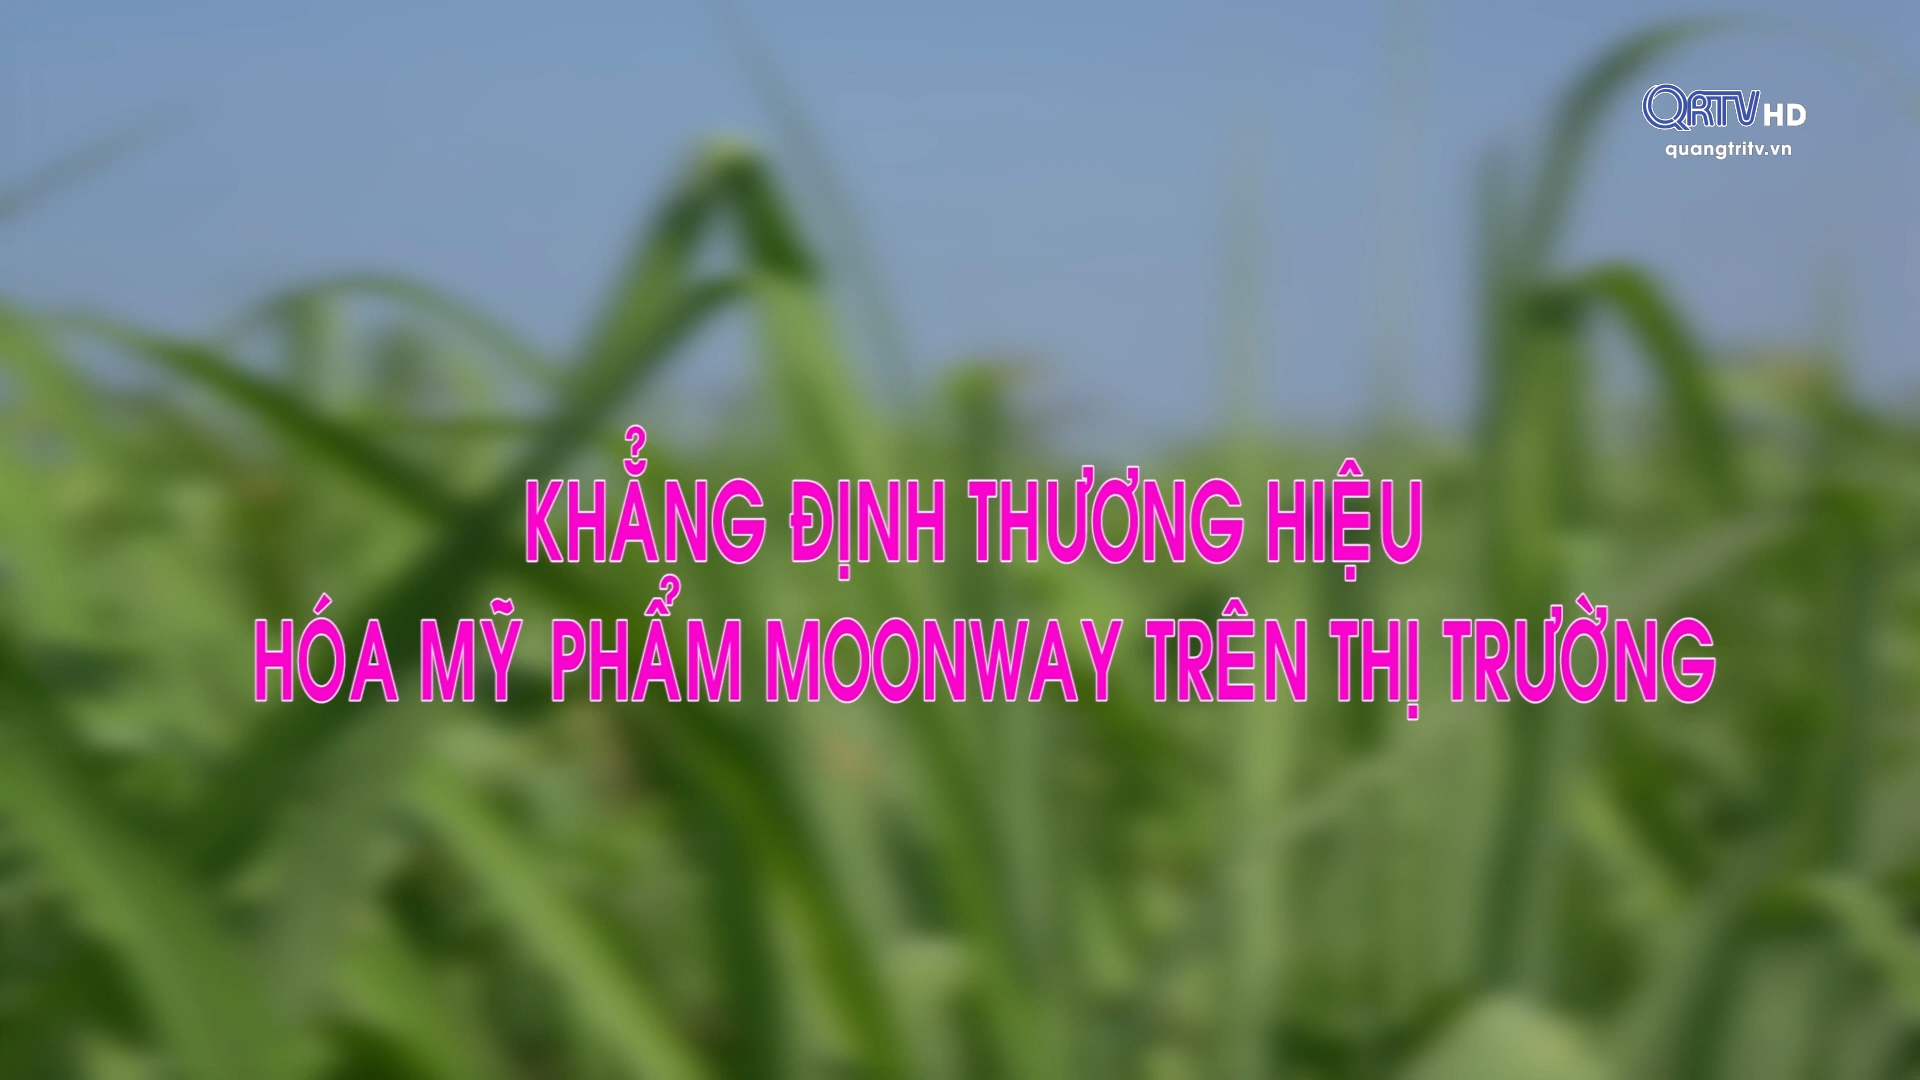 QRTV HD
quangtritv.vn
KHẲNG ĐỊNH THƯƠNG HIỆU
HÓA MỸ PHẨM MOONWAY TRÊN THỊ TRƯỜNG